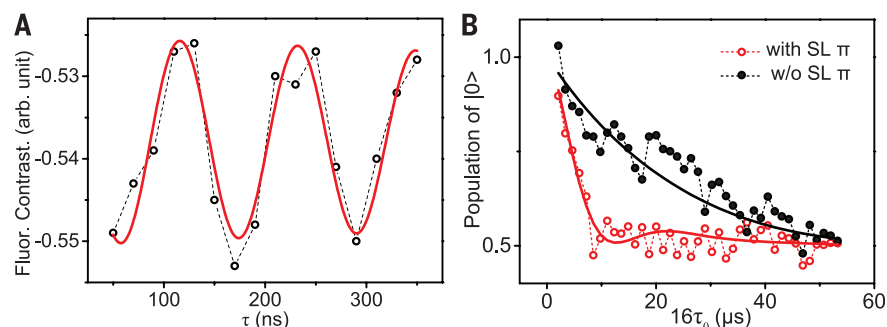 A
Fluor. Contrast. (arb. unit)
-0.53
-0.54
-0.55
100
200
300
τ (ns)
B
Population of |0>
1.0
0.5
with SL π
w/o SL π
0
20
40
60
16τ₀ (μs)